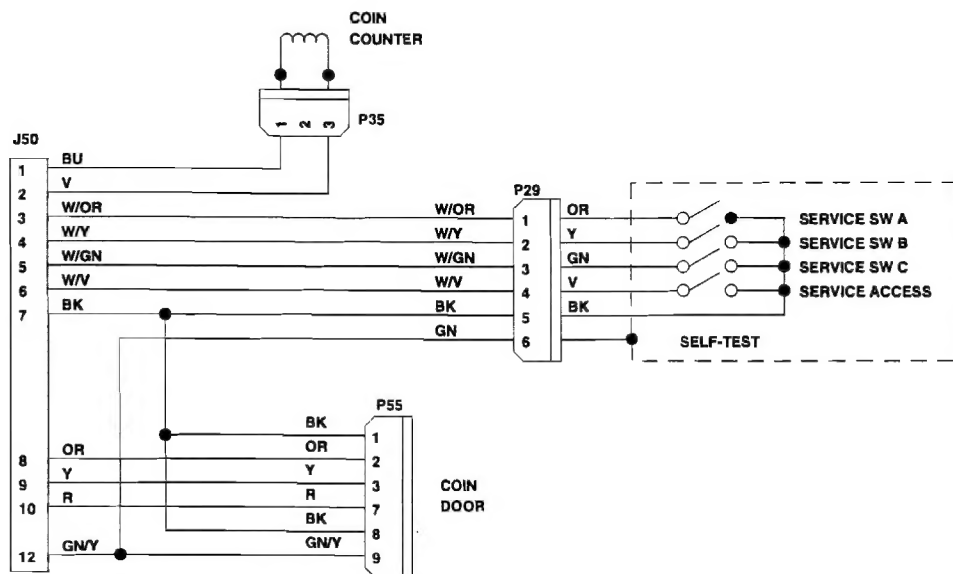 COIN
COUNTER
1 2 3
P35
J50
1 BU
2 V
P29
3 W/OR W/OR 1 OR SERVICE SW A
4 W/Y W/Y 2 Y SERVICE SW B
5 W/GN W/GN 3 GN SERVICE SW C
6 W/V W/V 4 V SERVICE ACCESS
7 BK BK 5 BK
GN 6 SELF-TEST
P55
BK 1
8 OR OR 2
9 Y Y 3
10 R R 7
BK 8
12 GN/Y GN/Y 9
COIN
DOOR